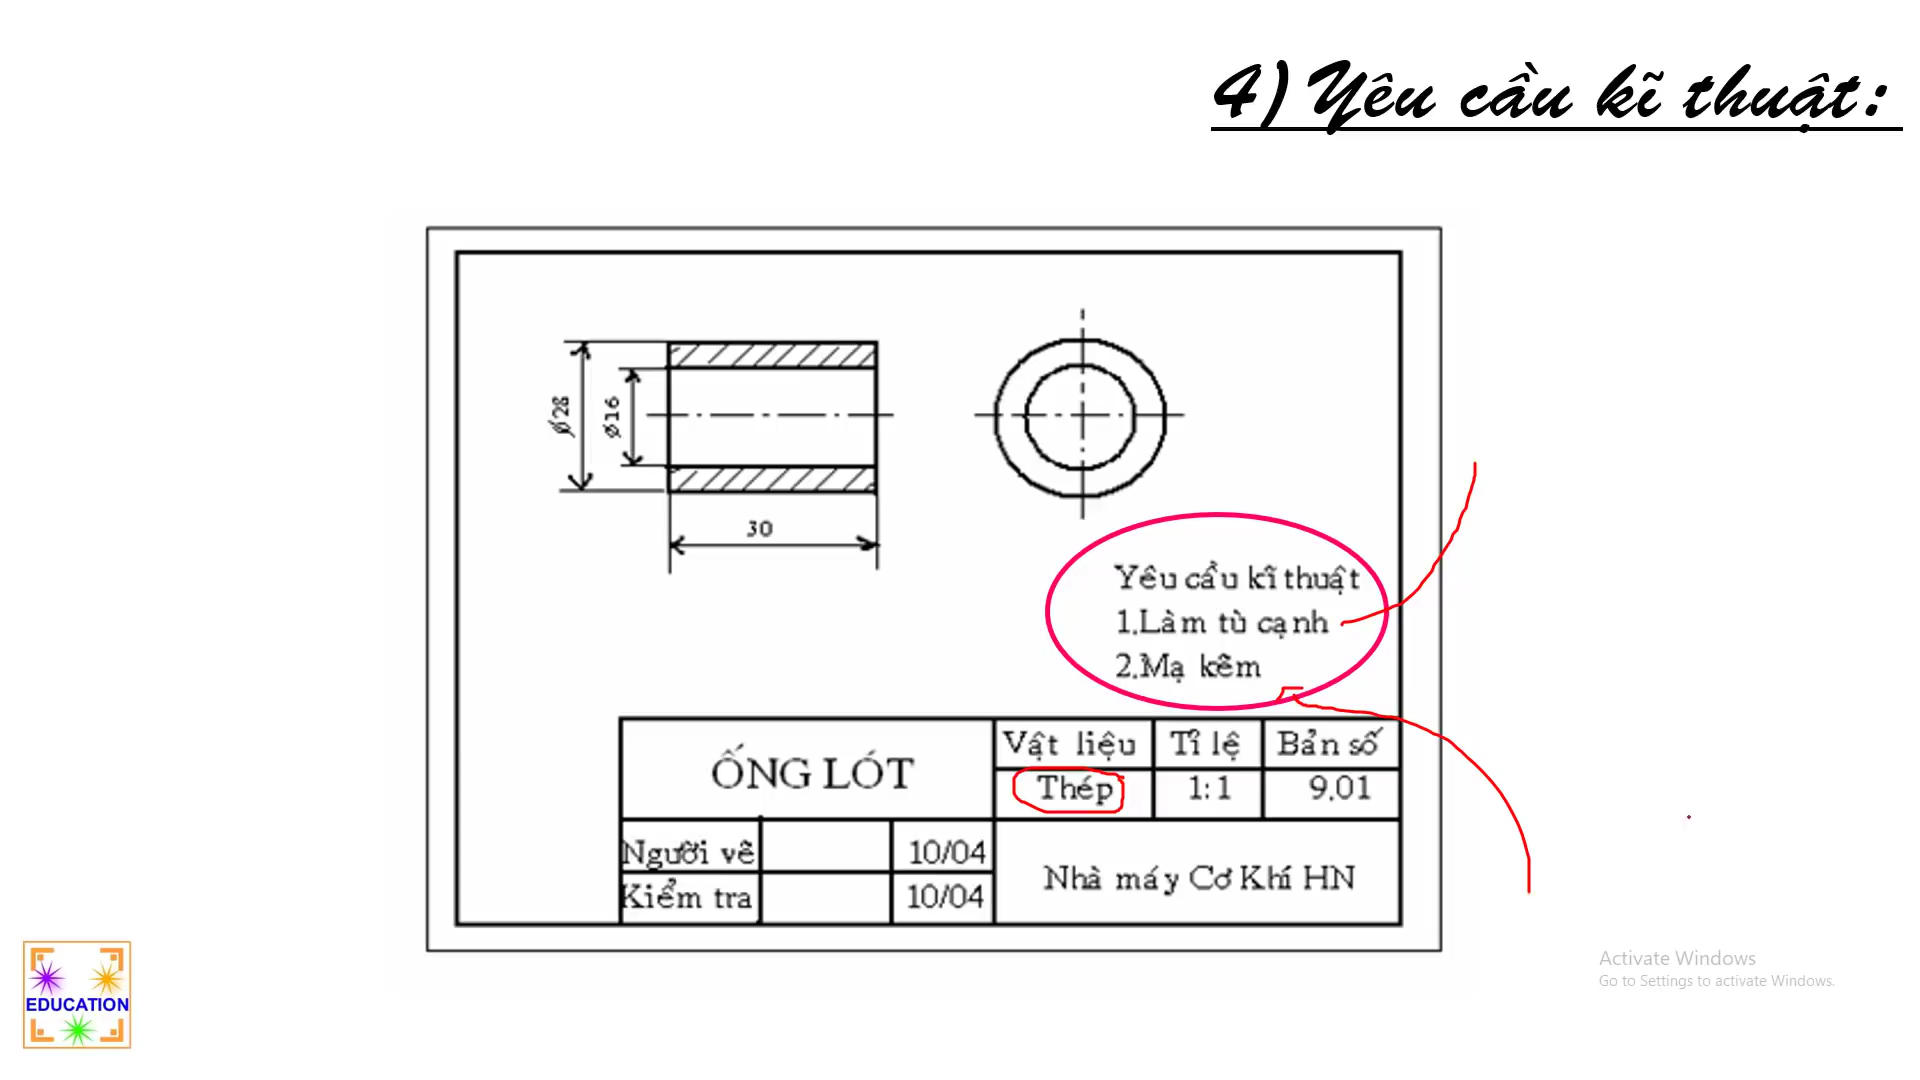 4) Yêu cầu kĩ thuật:
Ø28
Ø16
30
Yêu cầu kĩ thuật
1.Làm tù cạnh
2.Mạ kẽm
ỐNG LÓT
Vật liệu
Tỉ lệ
Bản số
Thép
1:1
9.01
Người vẽ
10/04
Kiểm tra
10/04
Nhà máy Cơ Khí HN
EDUCATION
Activate Windows
Go to Settings to activate Windows.